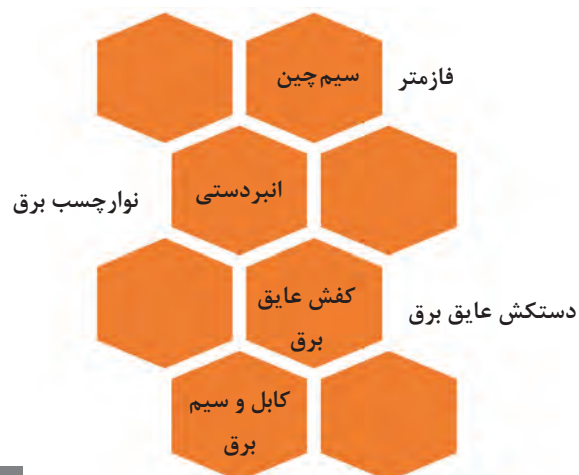 فازمتر
سیم‌چین
انبردستی
نوارچسب برق
دستکش عایق برق
کفش عایق
برق
کابل و سیم
برق